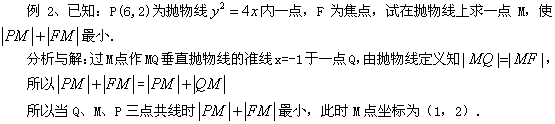 例 2、已知：P(6,2)为抛物线y²=4x内一点，F 为焦点，试在抛物线上求一点 M，使
|PM|+|FM|最小.
分析与解：过M点作MQ垂直抛物线的准线x=-1于一点Q，由抛物线定义知|MQ|=|MF|，
所以|PM|+|FM|=|PM|+|QM|
所以当 Q、M、P 三点共线时|PM|+|FM|最小，此时 M点坐标为（1，2）.